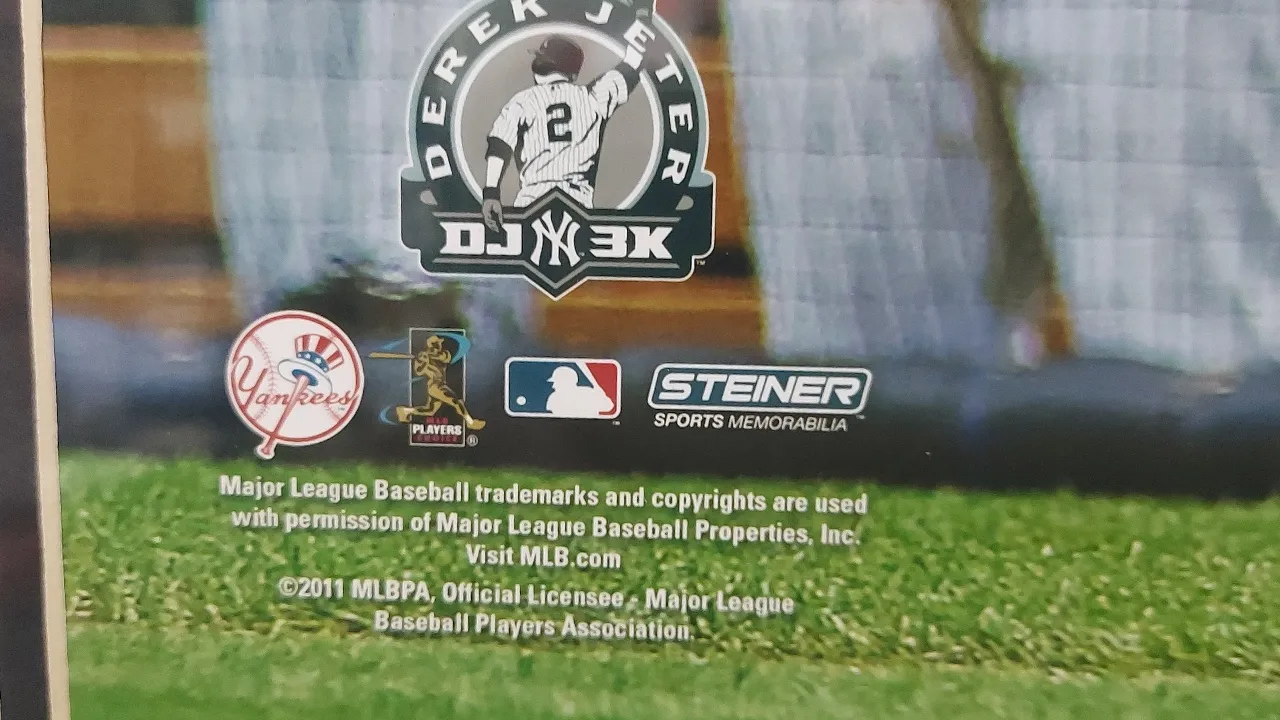 DEREK JETER
2
DJ NY 3K
Yankees
MLB
PLAYERS
CHOICE
STEINER
SPORTS MEMORABILIA
Major League Baseball trademarks and copyrights are used
with permission of Major League Baseball Properties, Inc.
Visit MLB.com
©2011 MLBPA, Official Licensee - Major League
Baseball Players Association.